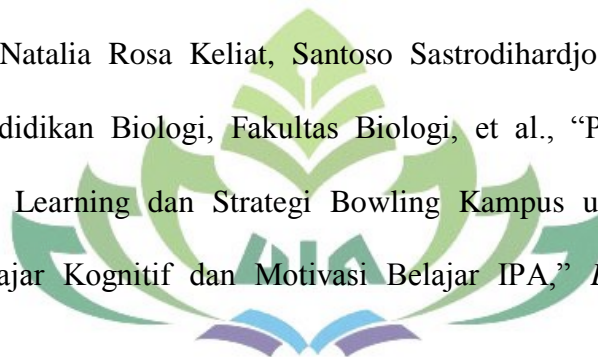 Natalia Rosa Keliat, Santoso Sastrodihardjo
didikan Biologi, Fakultas Biologi, et al., “P
Learning dan Strategi Bowling Kampus u
ajar Kognitif dan Motivasi Belajar IPA,”